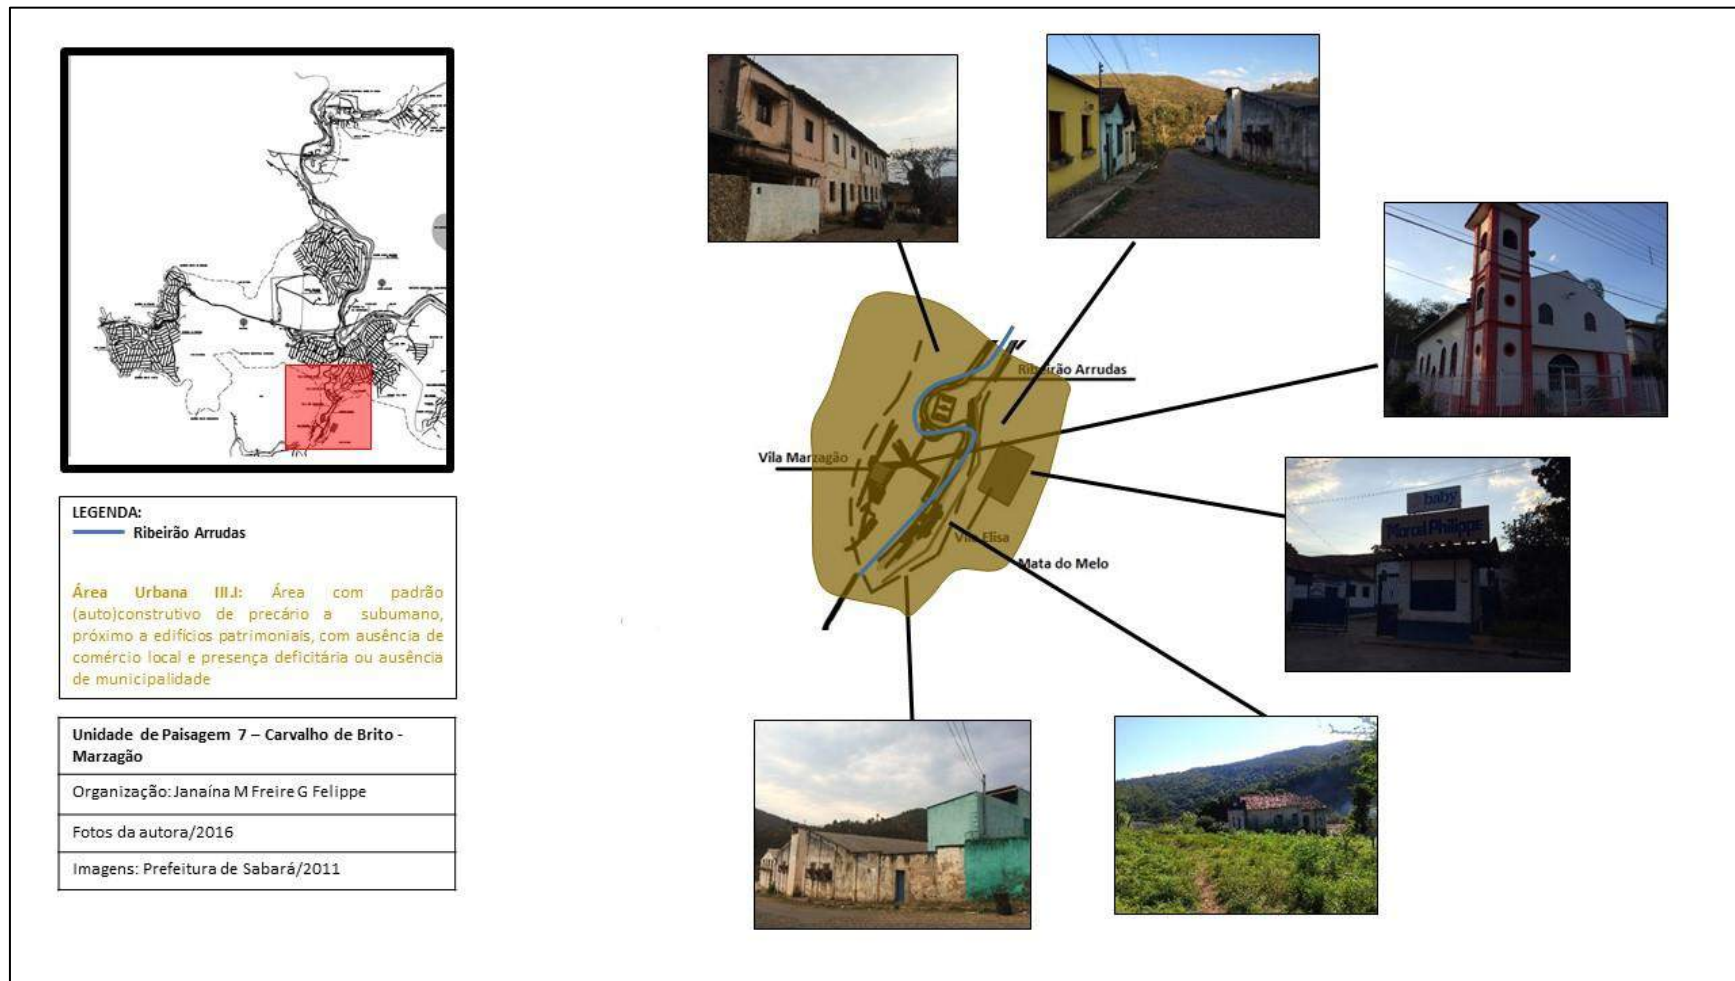 LEGENDA:
Ribeirão Arrudas
Área Urbana III.I: Área com padrão
(auto)construtivo de precário a subumano,
próximo a edifícios patrimoniais, com ausência de
comércio local e presença deficitária ou ausência
de municipalidade
Unidade de Paisagem 7 – Carvalho de Brito -
Marzagão
Organização: Janaína M Freire G Felippe
Fotos da autora/2016
Imagens: Prefeitura de Sabará/2011
Ribeirão Arrudas
Vila Marzagão
Vila Elisa
Mata do Melo
baby
Marcel Philippe